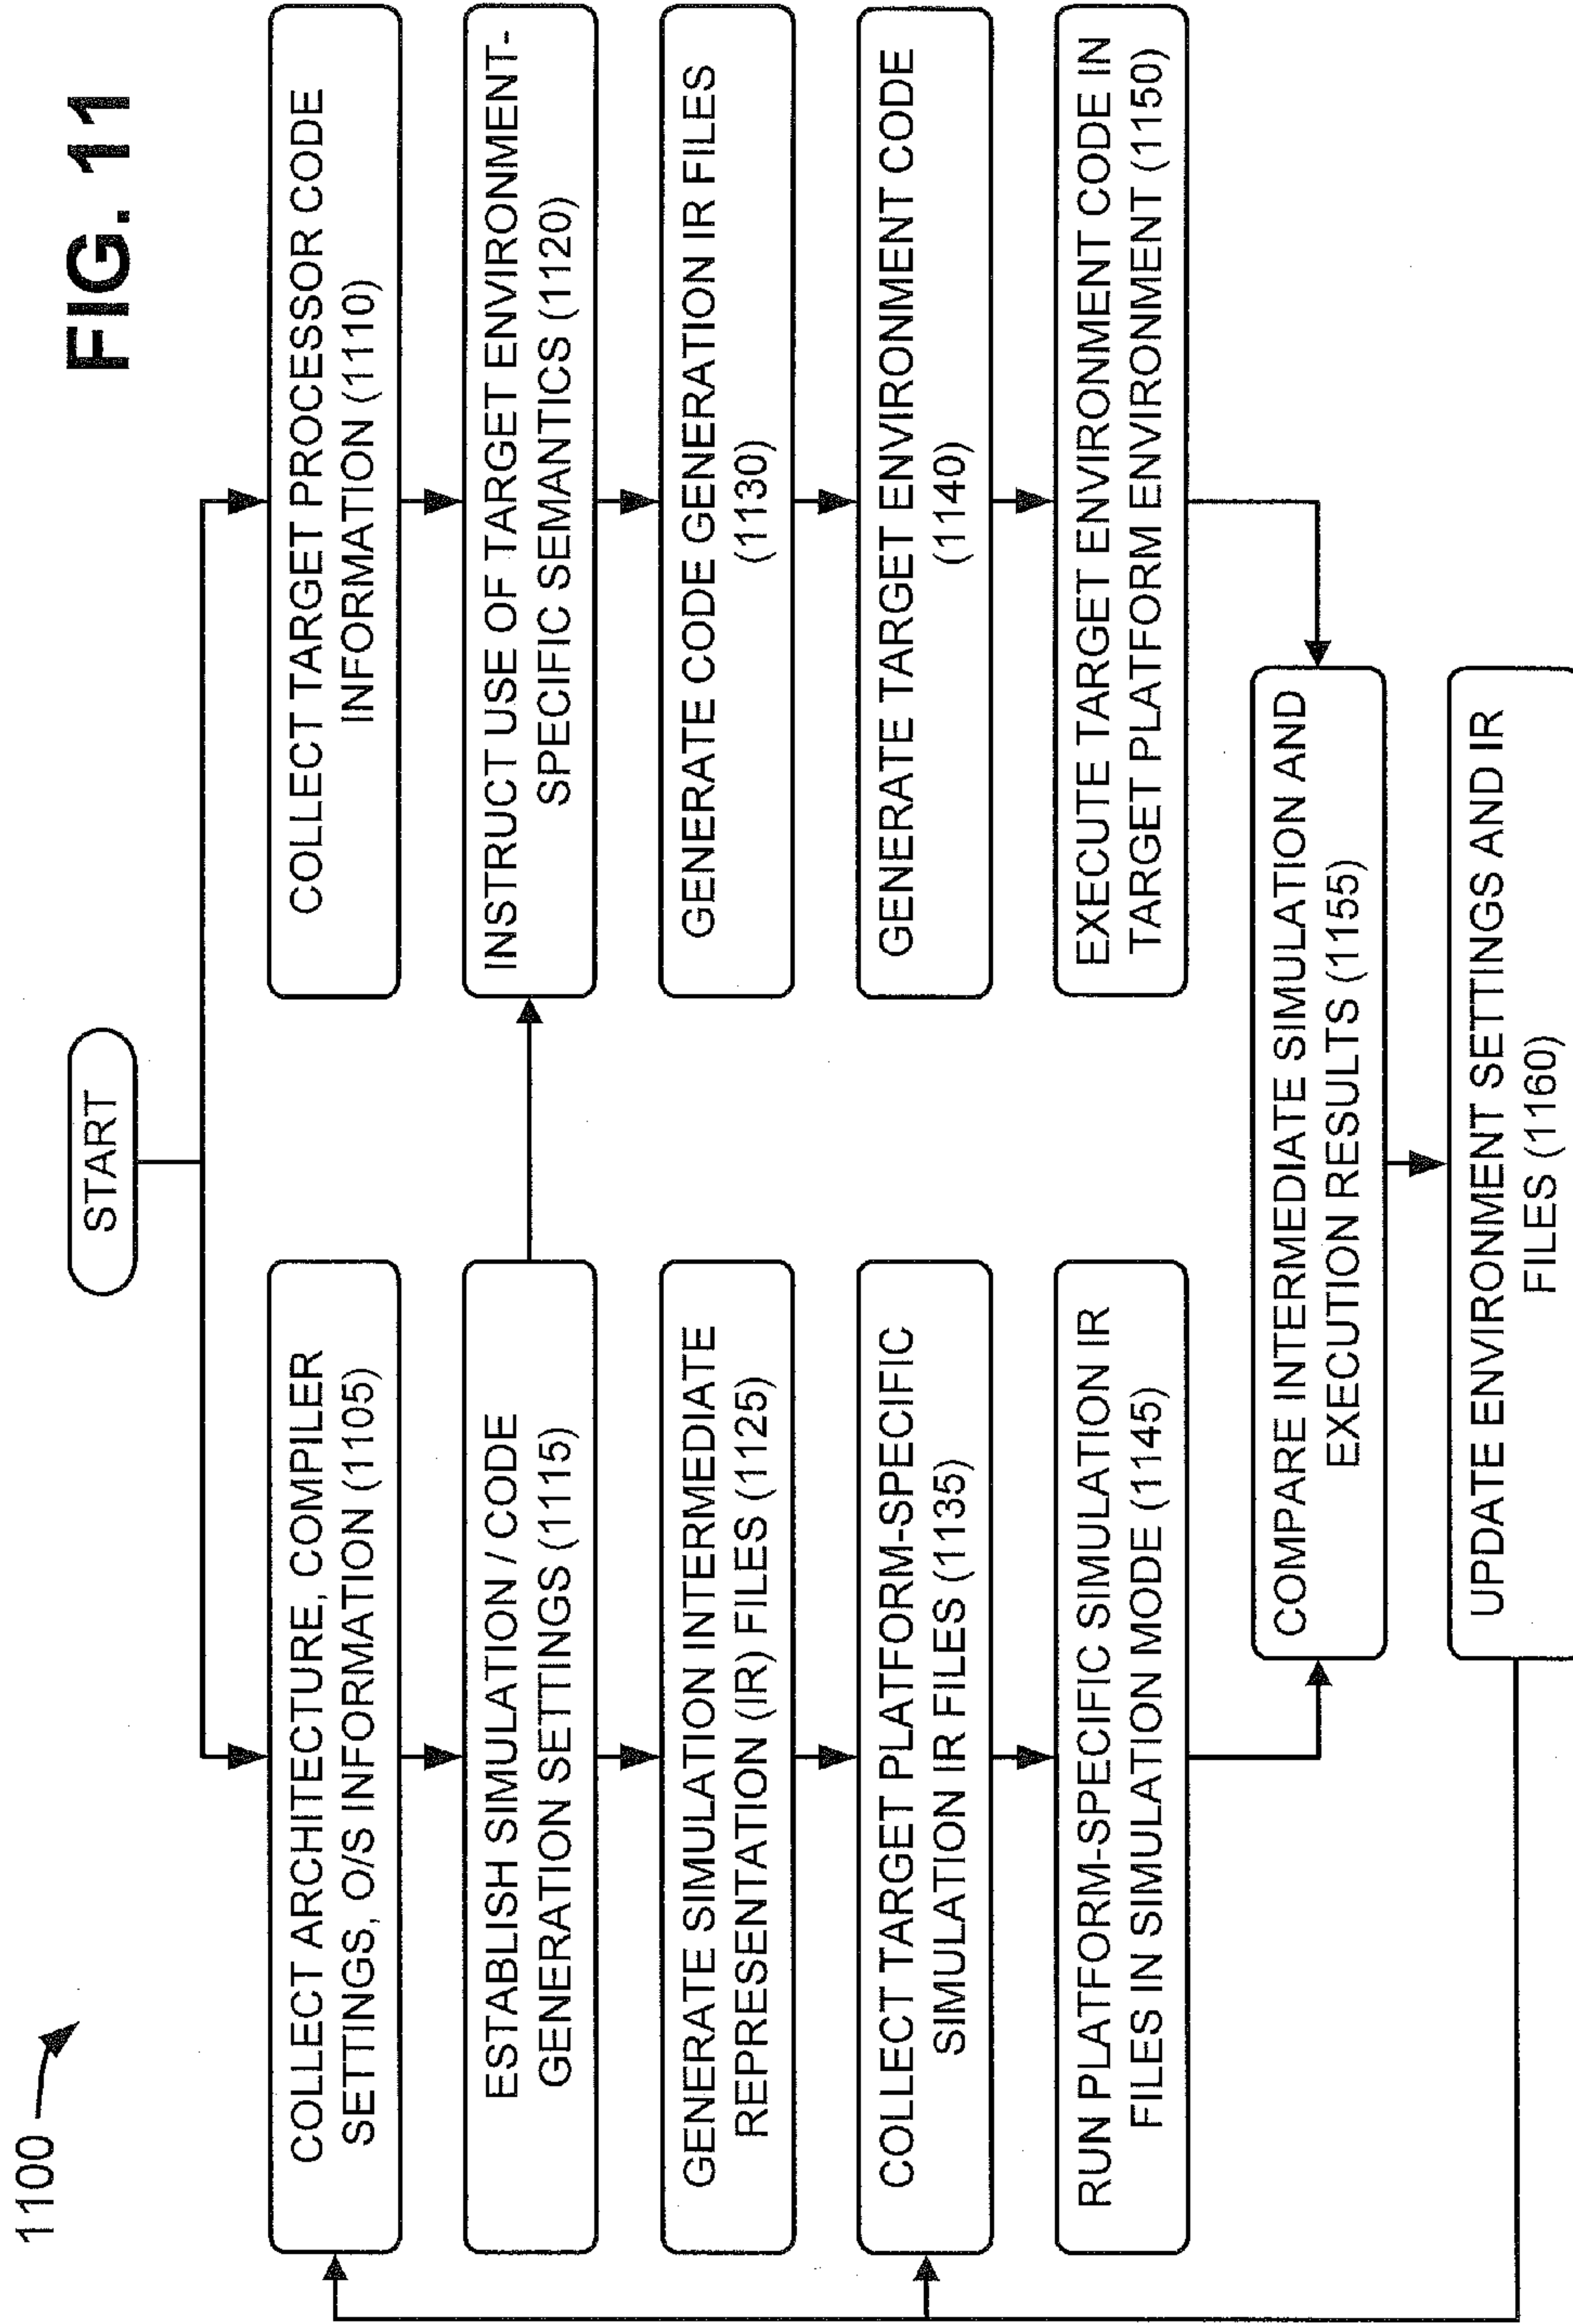 FIG. 11
1100
START
COLLECT ARCHITECTURE, COMPILER
SETTINGS, O/S INFORMATION (1105)
COLLECT TARGET PROCESSOR CODE
INFORMATION (1110)
ESTABLISH SIMULATION / CODE
GENERATION SETTINGS (1115)
INSTRUCT USE OF TARGET ENVIRONMENT-
SPECIFIC SEMANTICS (1120)
GENERATE SIMULATION INTERMEDIATE
REPRESENTATION (IR) FILES (1125)
GENERATE CODE GENERATION IR FILES
(1130)
COLLECT TARGET PLATFORM-SPECIFIC
SIMULATION IR FILES (1135)
GENERATE TARGET ENVIRONMENT CODE
(1140)
RUN PLATFORM-SPECIFIC SIMULATION IR
FILES IN SIMULATION MODE (1145)
EXECUTE TARGET ENVIRONMENT CODE IN
TARGET PLATFORM ENVIRONMENT (1150)
COMPARE INTERMEDIATE SIMULATION AND
EXECUTION RESULTS (1155)
UPDATE ENVIRONMENT SETTINGS AND IR
FILES (1160)